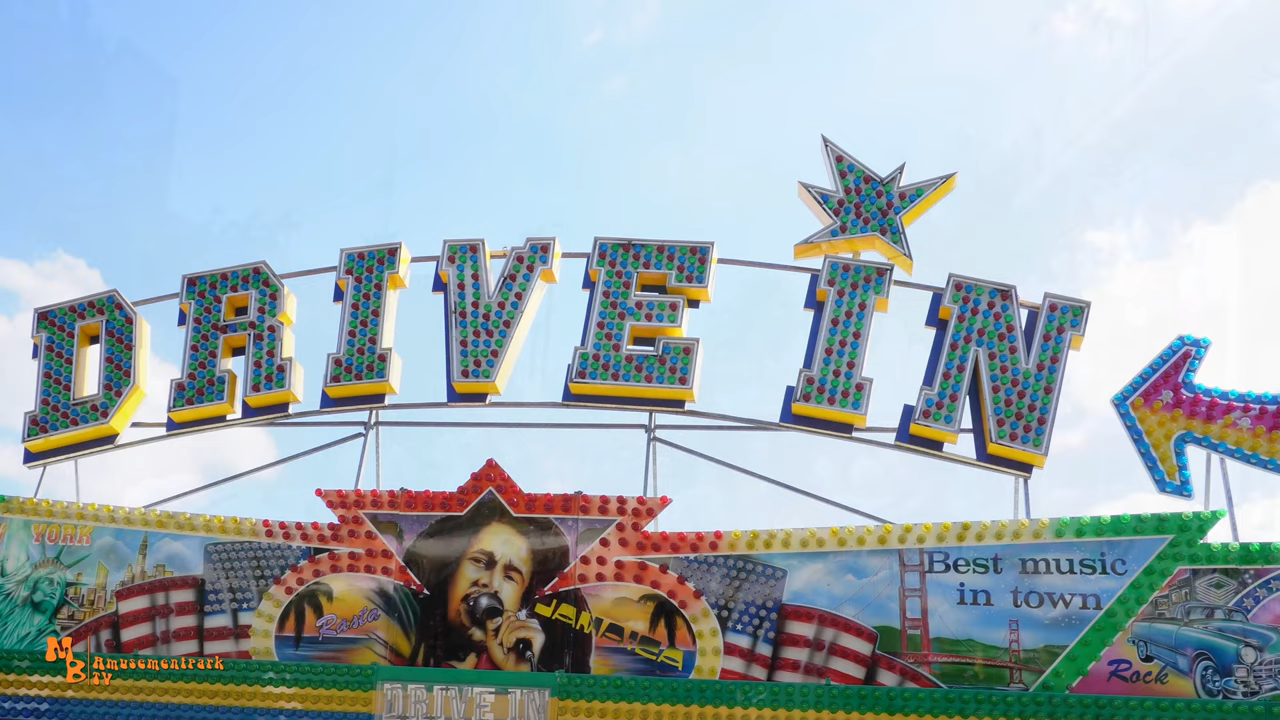 DRIVE IN
YORK
Rasta
JAMAICA
Best music
in town
Rock
MB Amusementpark
TV
DRIVE IN